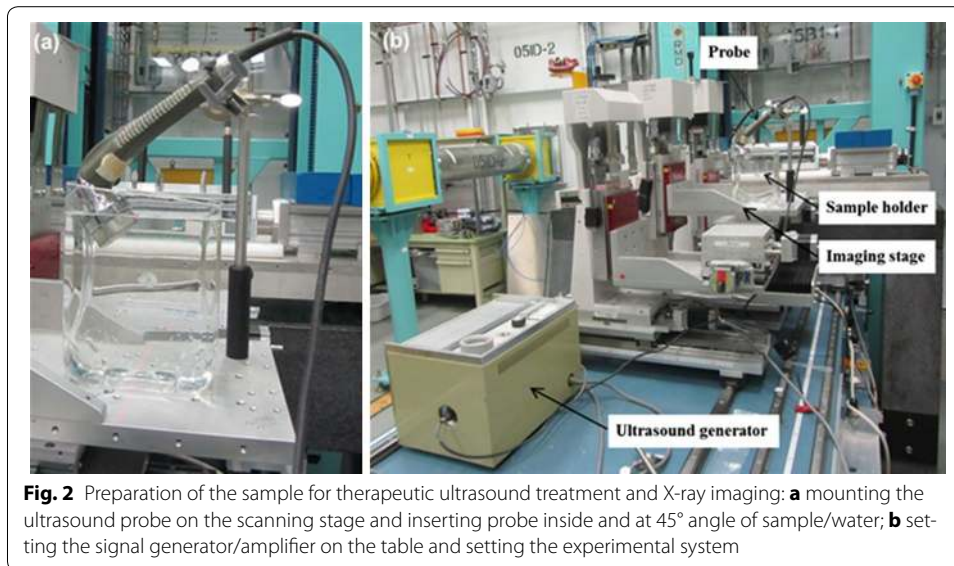 (a)
(b)
05ID-2
Probe
Sample holder
Imaging stage
Ultrasound generator
Fig. 2 Preparation of the sample for therapeutic ultrasound treatment and X-ray imaging: a mounting the
ultrasound probe on the scanning stage and inserting probe inside and at 45° angle of sample/water; b set-
ting the signal generator/amplifier on the table and setting the experimental system